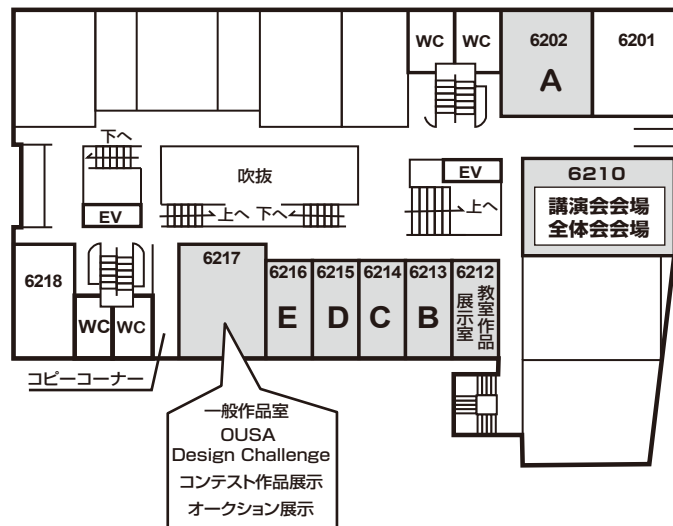 WC
WC
6202
A
6201
下へ
吹抜
EV
上へ
下へ
EV
上へ
6210
講演会会場
全体会会場
6218
WC
WC
6217
6216
E
6215
D
6214
C
6213
B
6212
教室作品
展示室
コピーコーナー
一般作品室
OUSA
Design Challenge
コンテスト作品展示
オークション展示